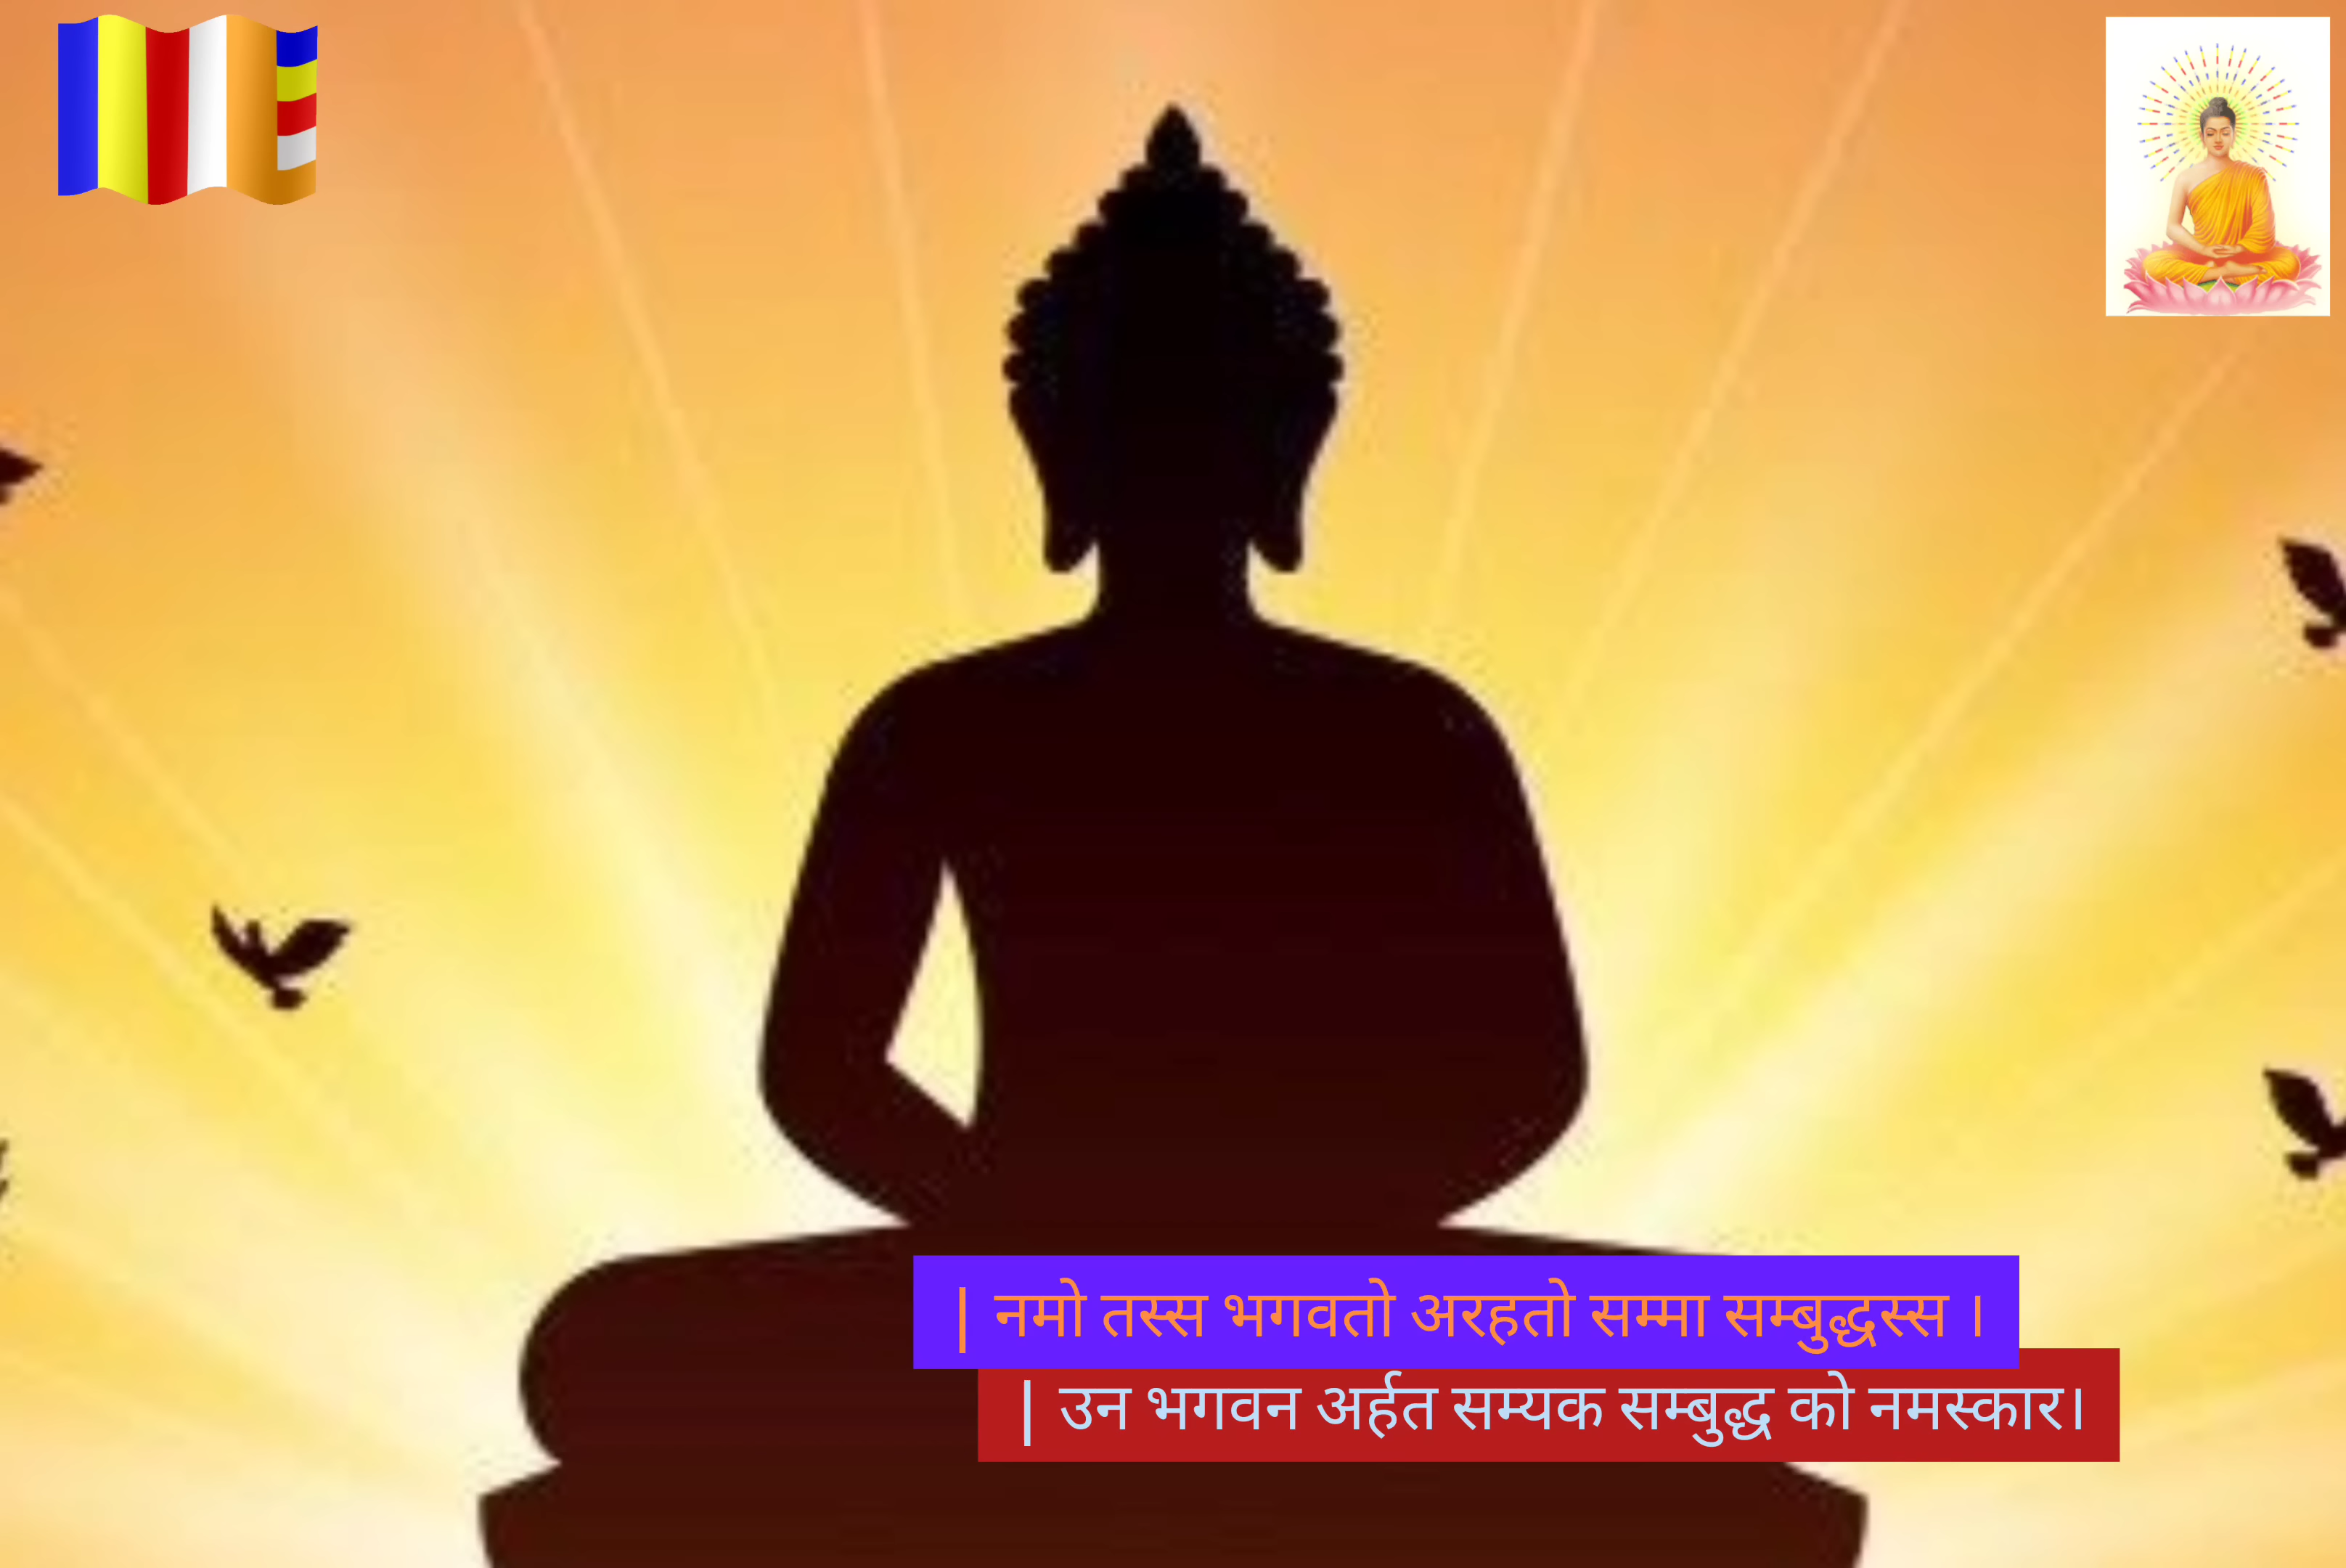 | नमो तस्स भगवतो अरहतो सम्मा सम्बुद्धस्स ।
| उन भगवन अर्हत सम्यक सम्बुद्ध को नमस्कार।